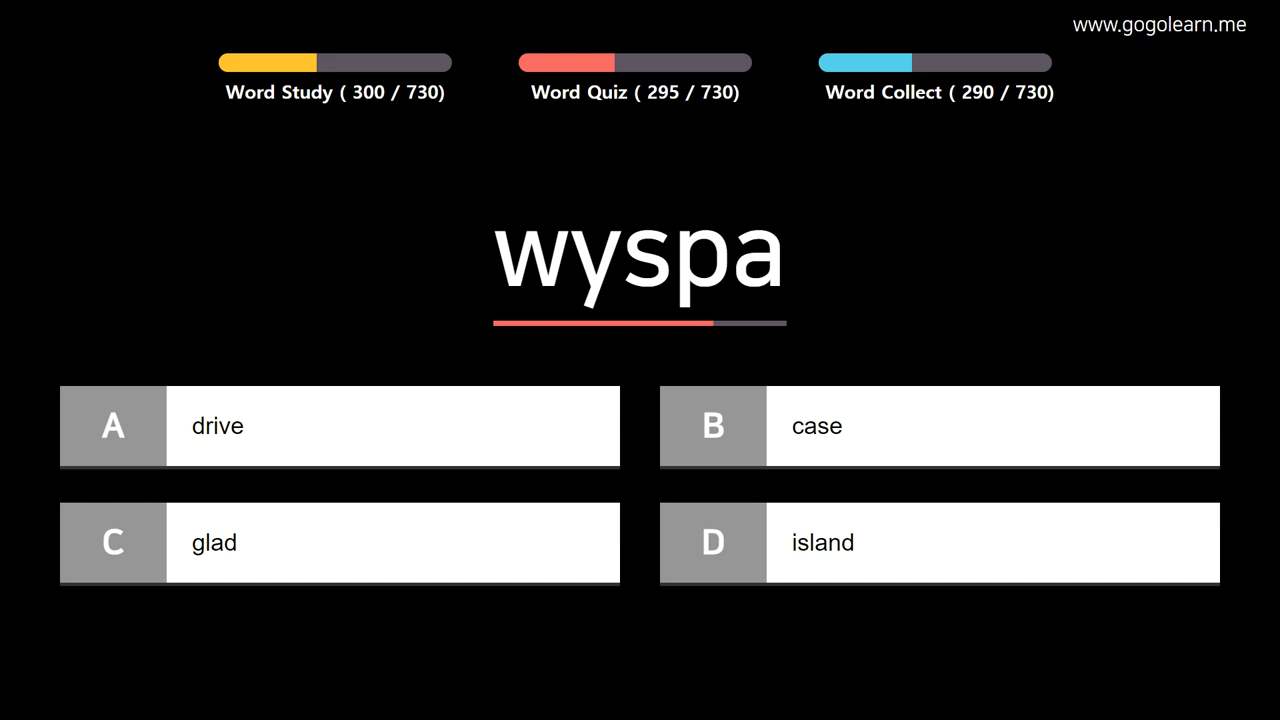 www.gogolearn.me
Word Study ( 300 / 730)
Word Quiz ( 295 / 730)
Word Collect ( 290 / 730)
wyspa
A drive
B case
C glad
D island